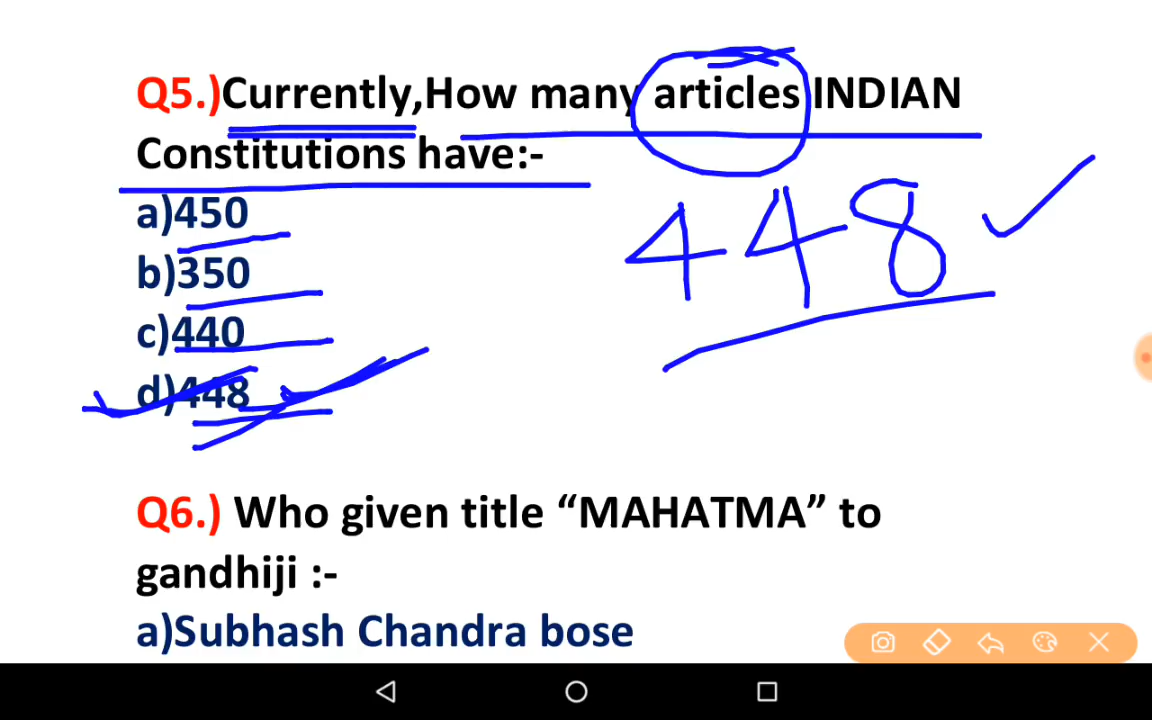 Q5.)Currently,How many articles INDIAN
Constitutions have:-
a)450
448
b)350
c)440
d)448
Q6.) Who given title “MAHATMA” to
gandhiji :-
a)Subhash Chandra bose